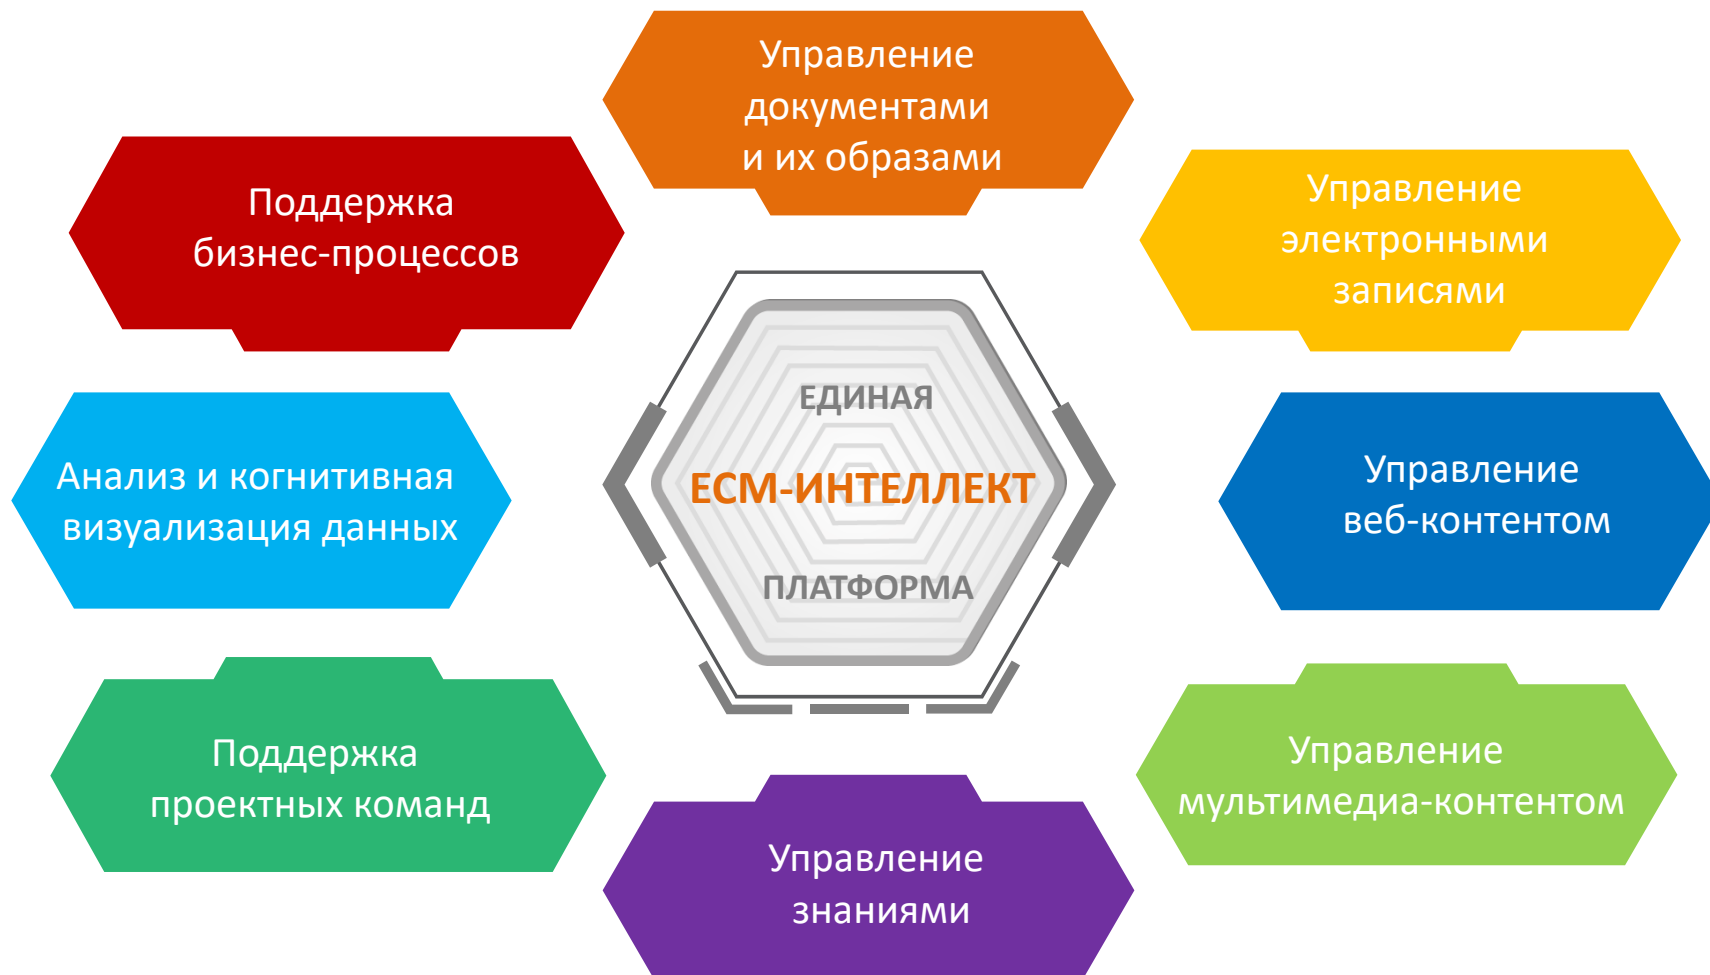 Управление
документами
и их образами
Поддержка
бизнес-процессов
Управление
электронными
записями
ЕДИНАЯ
ЕСМ-ИНТЕЛЛЕКТ
ПЛАТФОРМА
Анализ и когнитивная
визуализация данных
Управление
веб-контентом
Поддержка
проектных команд
Управление
мультимедиа-контентом
Управление
знаниями